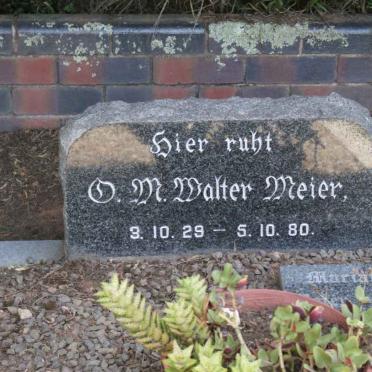 Hier ruht
O. M. Walter Meier,
3. 10. 29 – 5. 10. 80.